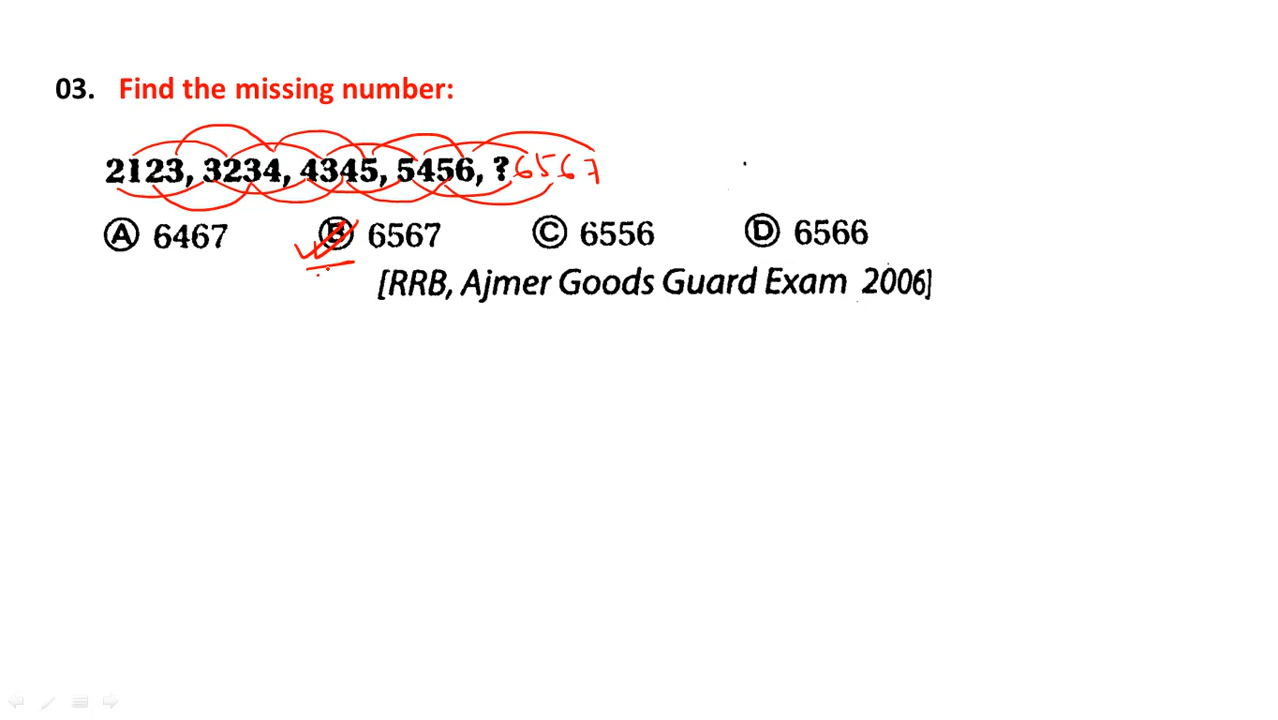 03. Find the missing number:
2123, 3234, 4345, 5456, ? 6567
Ⓐ 6467 Ⓑ 6567 Ⓒ 6556 Ⓓ 6566
[RRB, Ajmer Goods Guard Exam 2006]